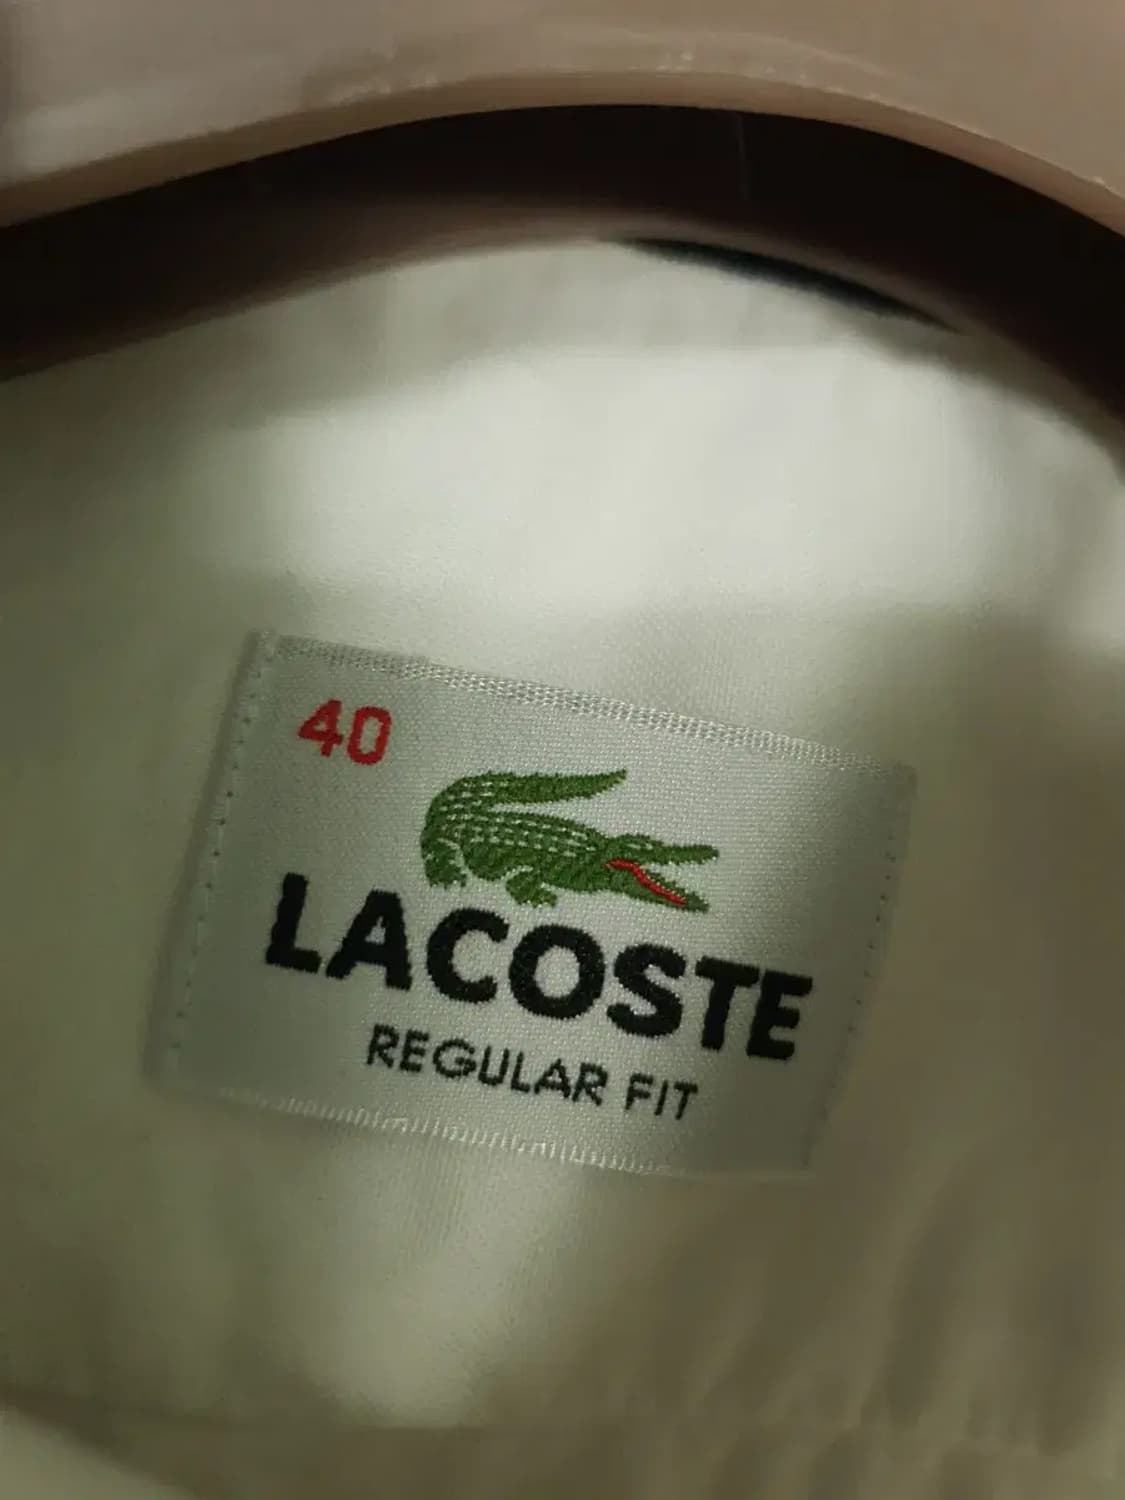 40
LACOSTE
REGULAR FIT